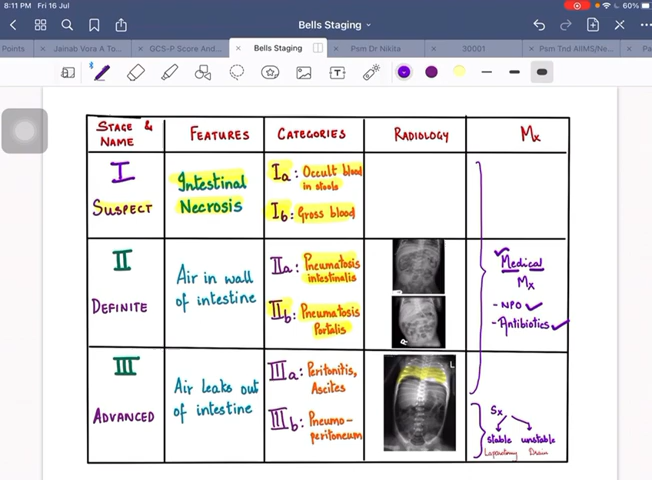 8:11 PM Fri 16 Jul
60%
Bells Staging
Points
Jainab Vora A To...
GCS-P Score And...
Bells Staging
Psm Dr Nikita
30001
Psm Tnd AIIMS/Ne...
Pa
STAGE & NAME
FEATURES
CATEGORIES
RADIOLOGY
Mx
I
SUSPECT
Intestinal
Necrosis
Ia: Occult blood
in stools
Ib: Gross blood
II
DEFINITE
Air in wall
of intestine
IIa: Pneumatosis
intestinalis
IIb: Pneumatosis
Portalis
R
Medical
Mx
- NPO
- Antibiotics
III
ADVANCED
Air leaks out
of intestine
IIIa: Peritonitis,
Ascites
IIIb: Pneumo-
peritoneum
L
Sx
stable unstable
Laparotomy Drain